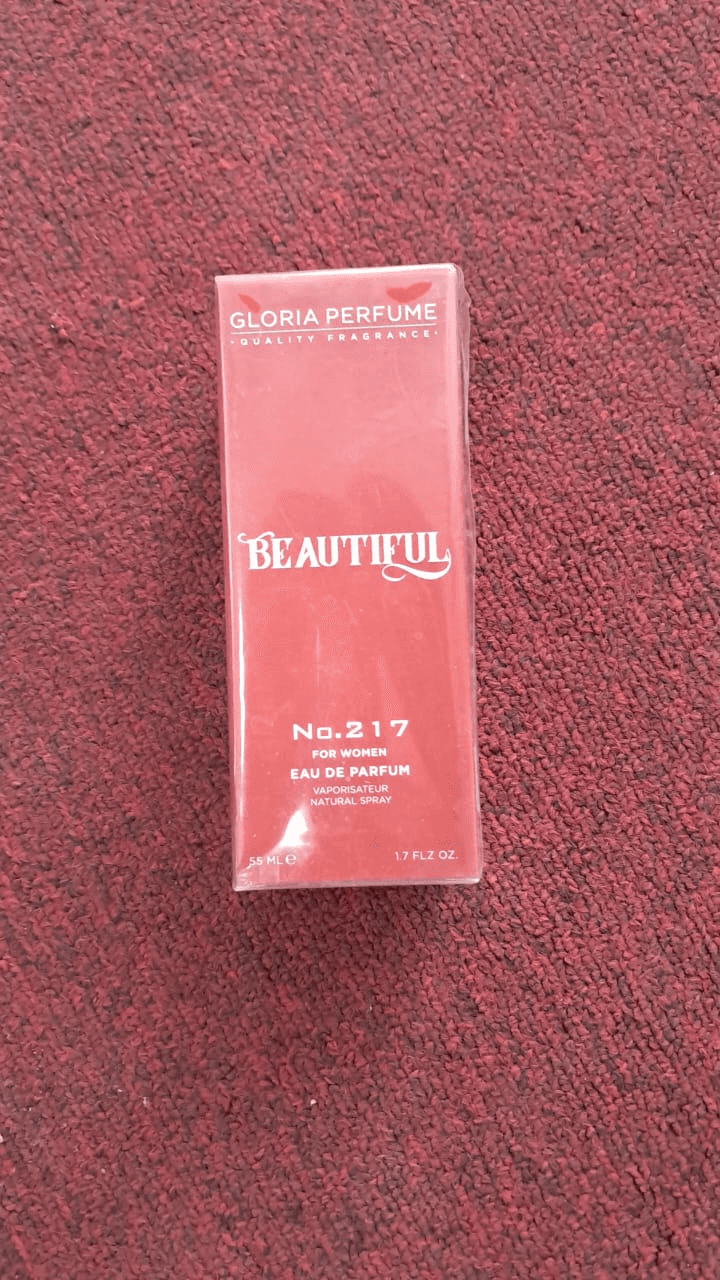 GLORIA PERFUME
·QUALITY FRAGRANCE·
BEAUTIFUL
No.217
FOR WOMEN
EAU DE PARFUM
VAPORISATEUR
NATURAL SPRAY
55 ML ℮ 1.7 FLZ OZ.